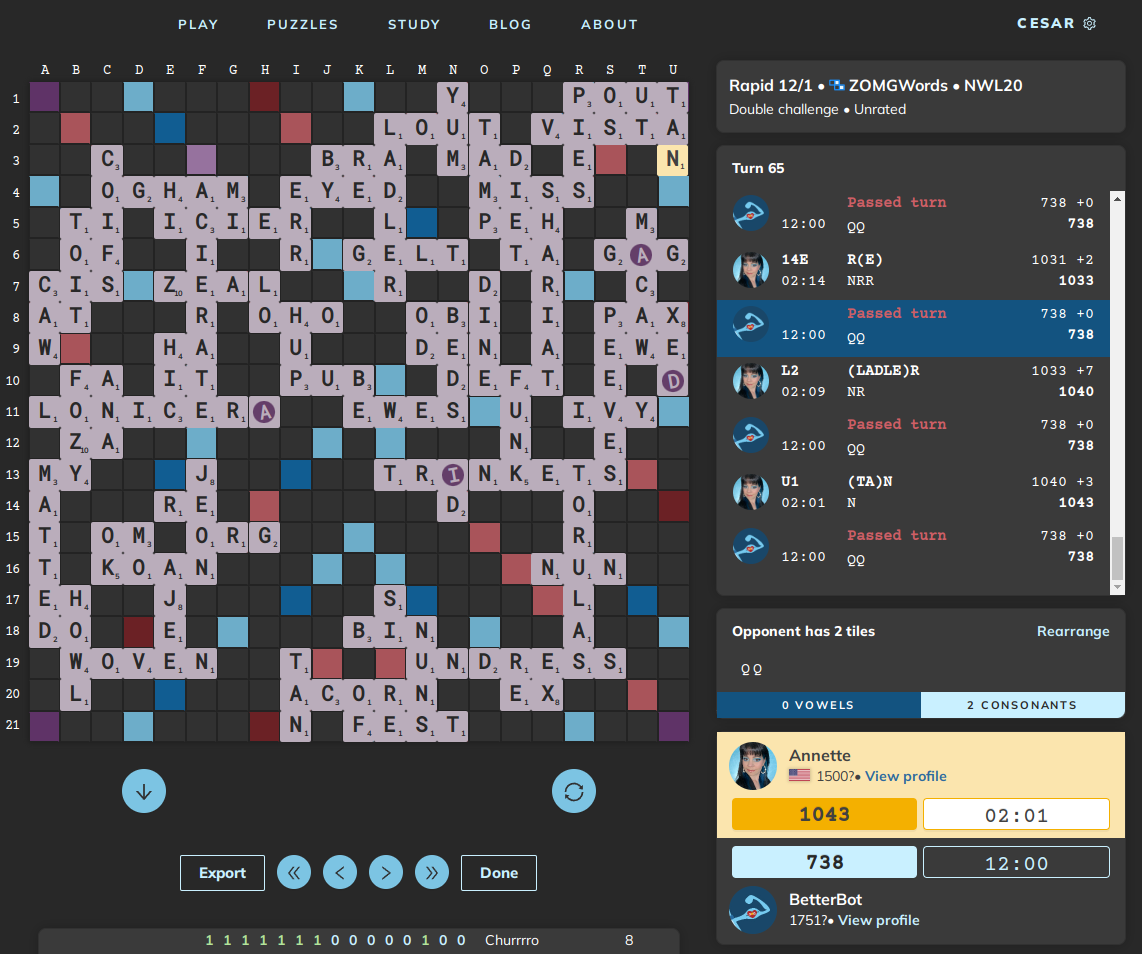 PLAY PUZZLES STUDY BLOG ABOUT CESAR
A B C D E F G H I J K L M N O P Q R S T U
1 Y POUT
2 LOUT VISTA
3 C BRA MAD E N
4 OGHAM EYED MISS
5 TI ICIER L PEH M
6 OF I R GELT TA GAG
7 CIS ZEAL R D R C
8 AT R OHO OBI I PAX
9 W HA U DEN A EWE
10 FA IT PUB DEFT E D
11 LONICERA EWES U IVY
12 ZA N E
13 MY J TRINKETS
14 A RE D O
15 T OM ORG R
16 T KOAN NUN
17 EH J S L
18 DO E BIN A
19 WOVEN T UNDRESS
20 L ACORN EX
21 N FEST
Export Done
1 1 1 1 1 1 1 0 0 0 0 0 1 0 0 Churrrro 8
Rapid 12/1 • ZOMGWords • NWL20
Double challenge • Unrated
Turn 65
Passed turn 738 +0
12:00 QQ 738
14E R(E) 1031 +2
02:14 NRR 1033
Passed turn 738 +0
12:00 QQ 738
L2 (LADLE)R 1033 +7
02:09 NR 1040
Passed turn 738 +0
12:00 QQ 738
U1 (TA)N 1040 +3
02:01 N 1043
Passed turn 738 +0
12:00 QQ 738
Opponent has 2 tiles Rearrange
QQ
0 VOWELS 2 CONSONANTS
Annette
1500?• View profile
1043 02:01
738 12:00
BetterBot
1751?• View profile